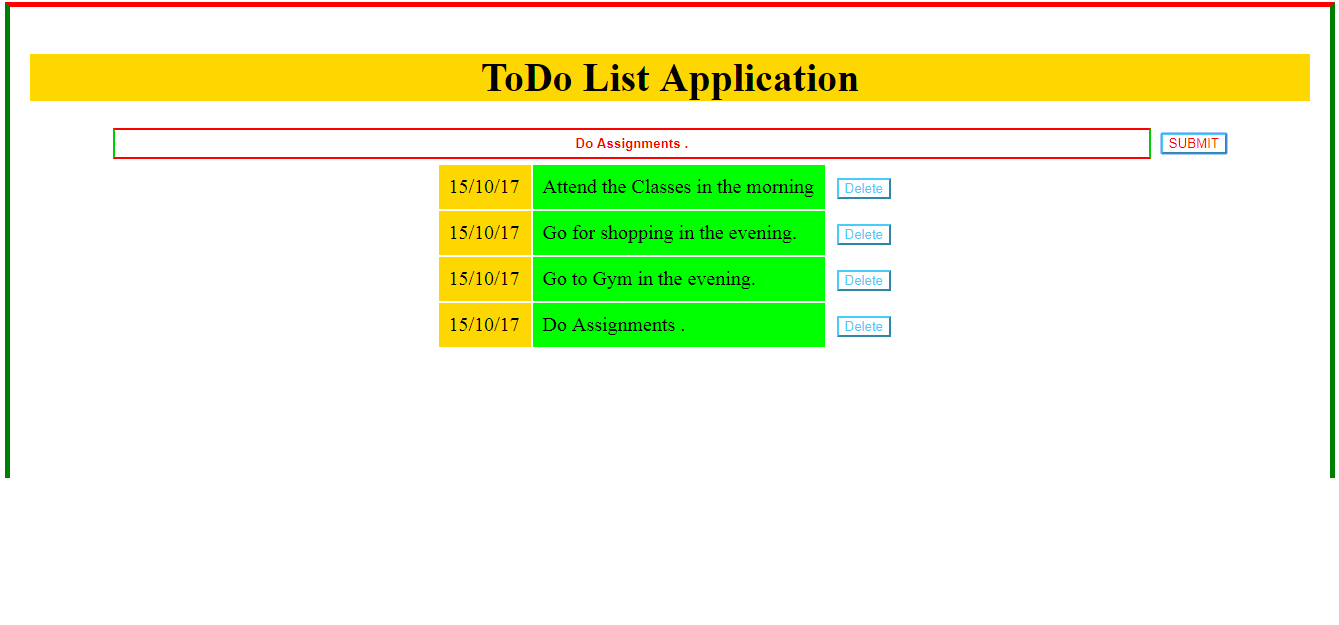 ToDo List Application
Do Assignments . SUBMIT
15/10/17 Attend the Classes in the morning Delete
15/10/17 Go for shopping in the evening. Delete
15/10/17 Go to Gym in the evening. Delete
15/10/17 Do Assignments . Delete